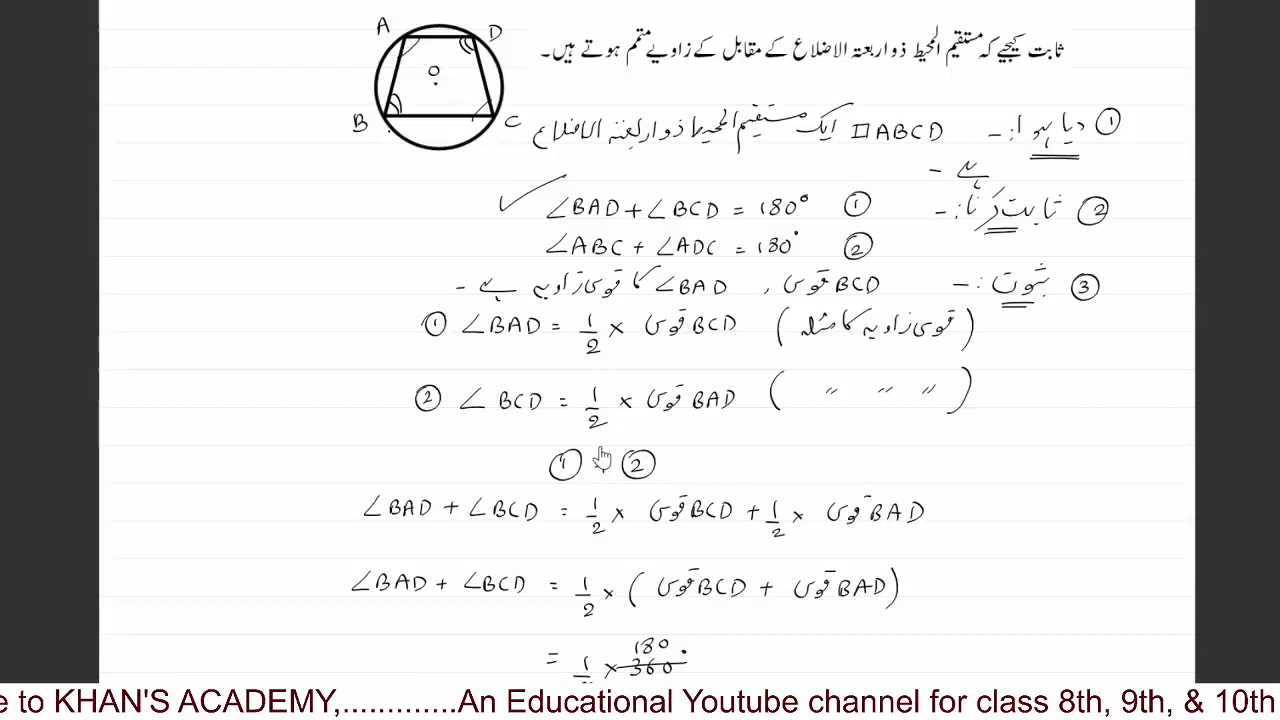 ثابت کیجیے کہ مستقیم المحیط ذواربعۃ الاضلاع کے مقابل کے زاویے متمم ہوتے ہیں۔
A
D
O
B
C
① دیا ہوا :- □ABCD ایک مستقیم المحیط ذواربعتہ الاضلاع
ہے -
② ثابت کرنا :- ∠BAD + ∠BCD = 180° ①
∠ABC + ∠ADC = 180° ②
③ ثبوت :- قوس BCD , ∠BAD کا قوسی زاویہ ہے -
① ∠BAD = 1/2 × قوس BCD (قوسی زاویہ کا مسئلہ)
② ∠BCD = 1/2 × قوس BAD ( " " " )
① ②
∠BAD + ∠BCD = 1/2 × قوس BCD + 1/2 × قوس BAD
∠BAD + ∠BCD = 1/2 × (قوس BCD + قوس BAD)
180°
= 1/2 × 360
e to KHAN'S ACADEMY,.............An Educational Youtube channel for class 8th, 9th, & 10th